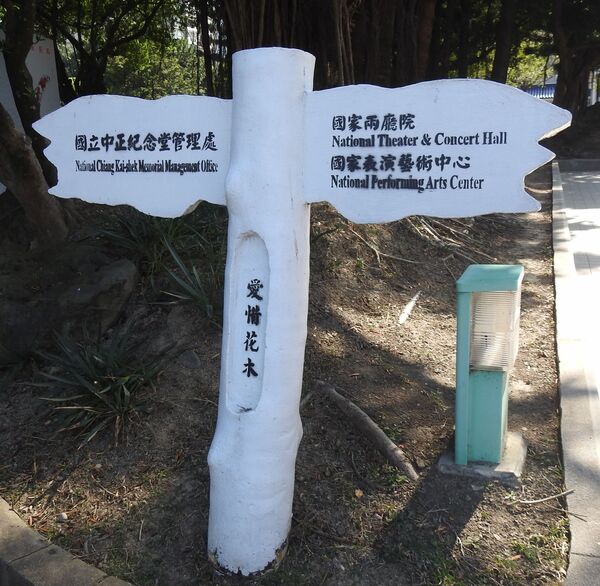 國立中正紀念堂管理處
National Chiang Kai-shek Memorial Management Office
國家兩廳院
National Theater & Concert Hall
國家表演藝術中心
National Performing Arts Center
愛惜花木